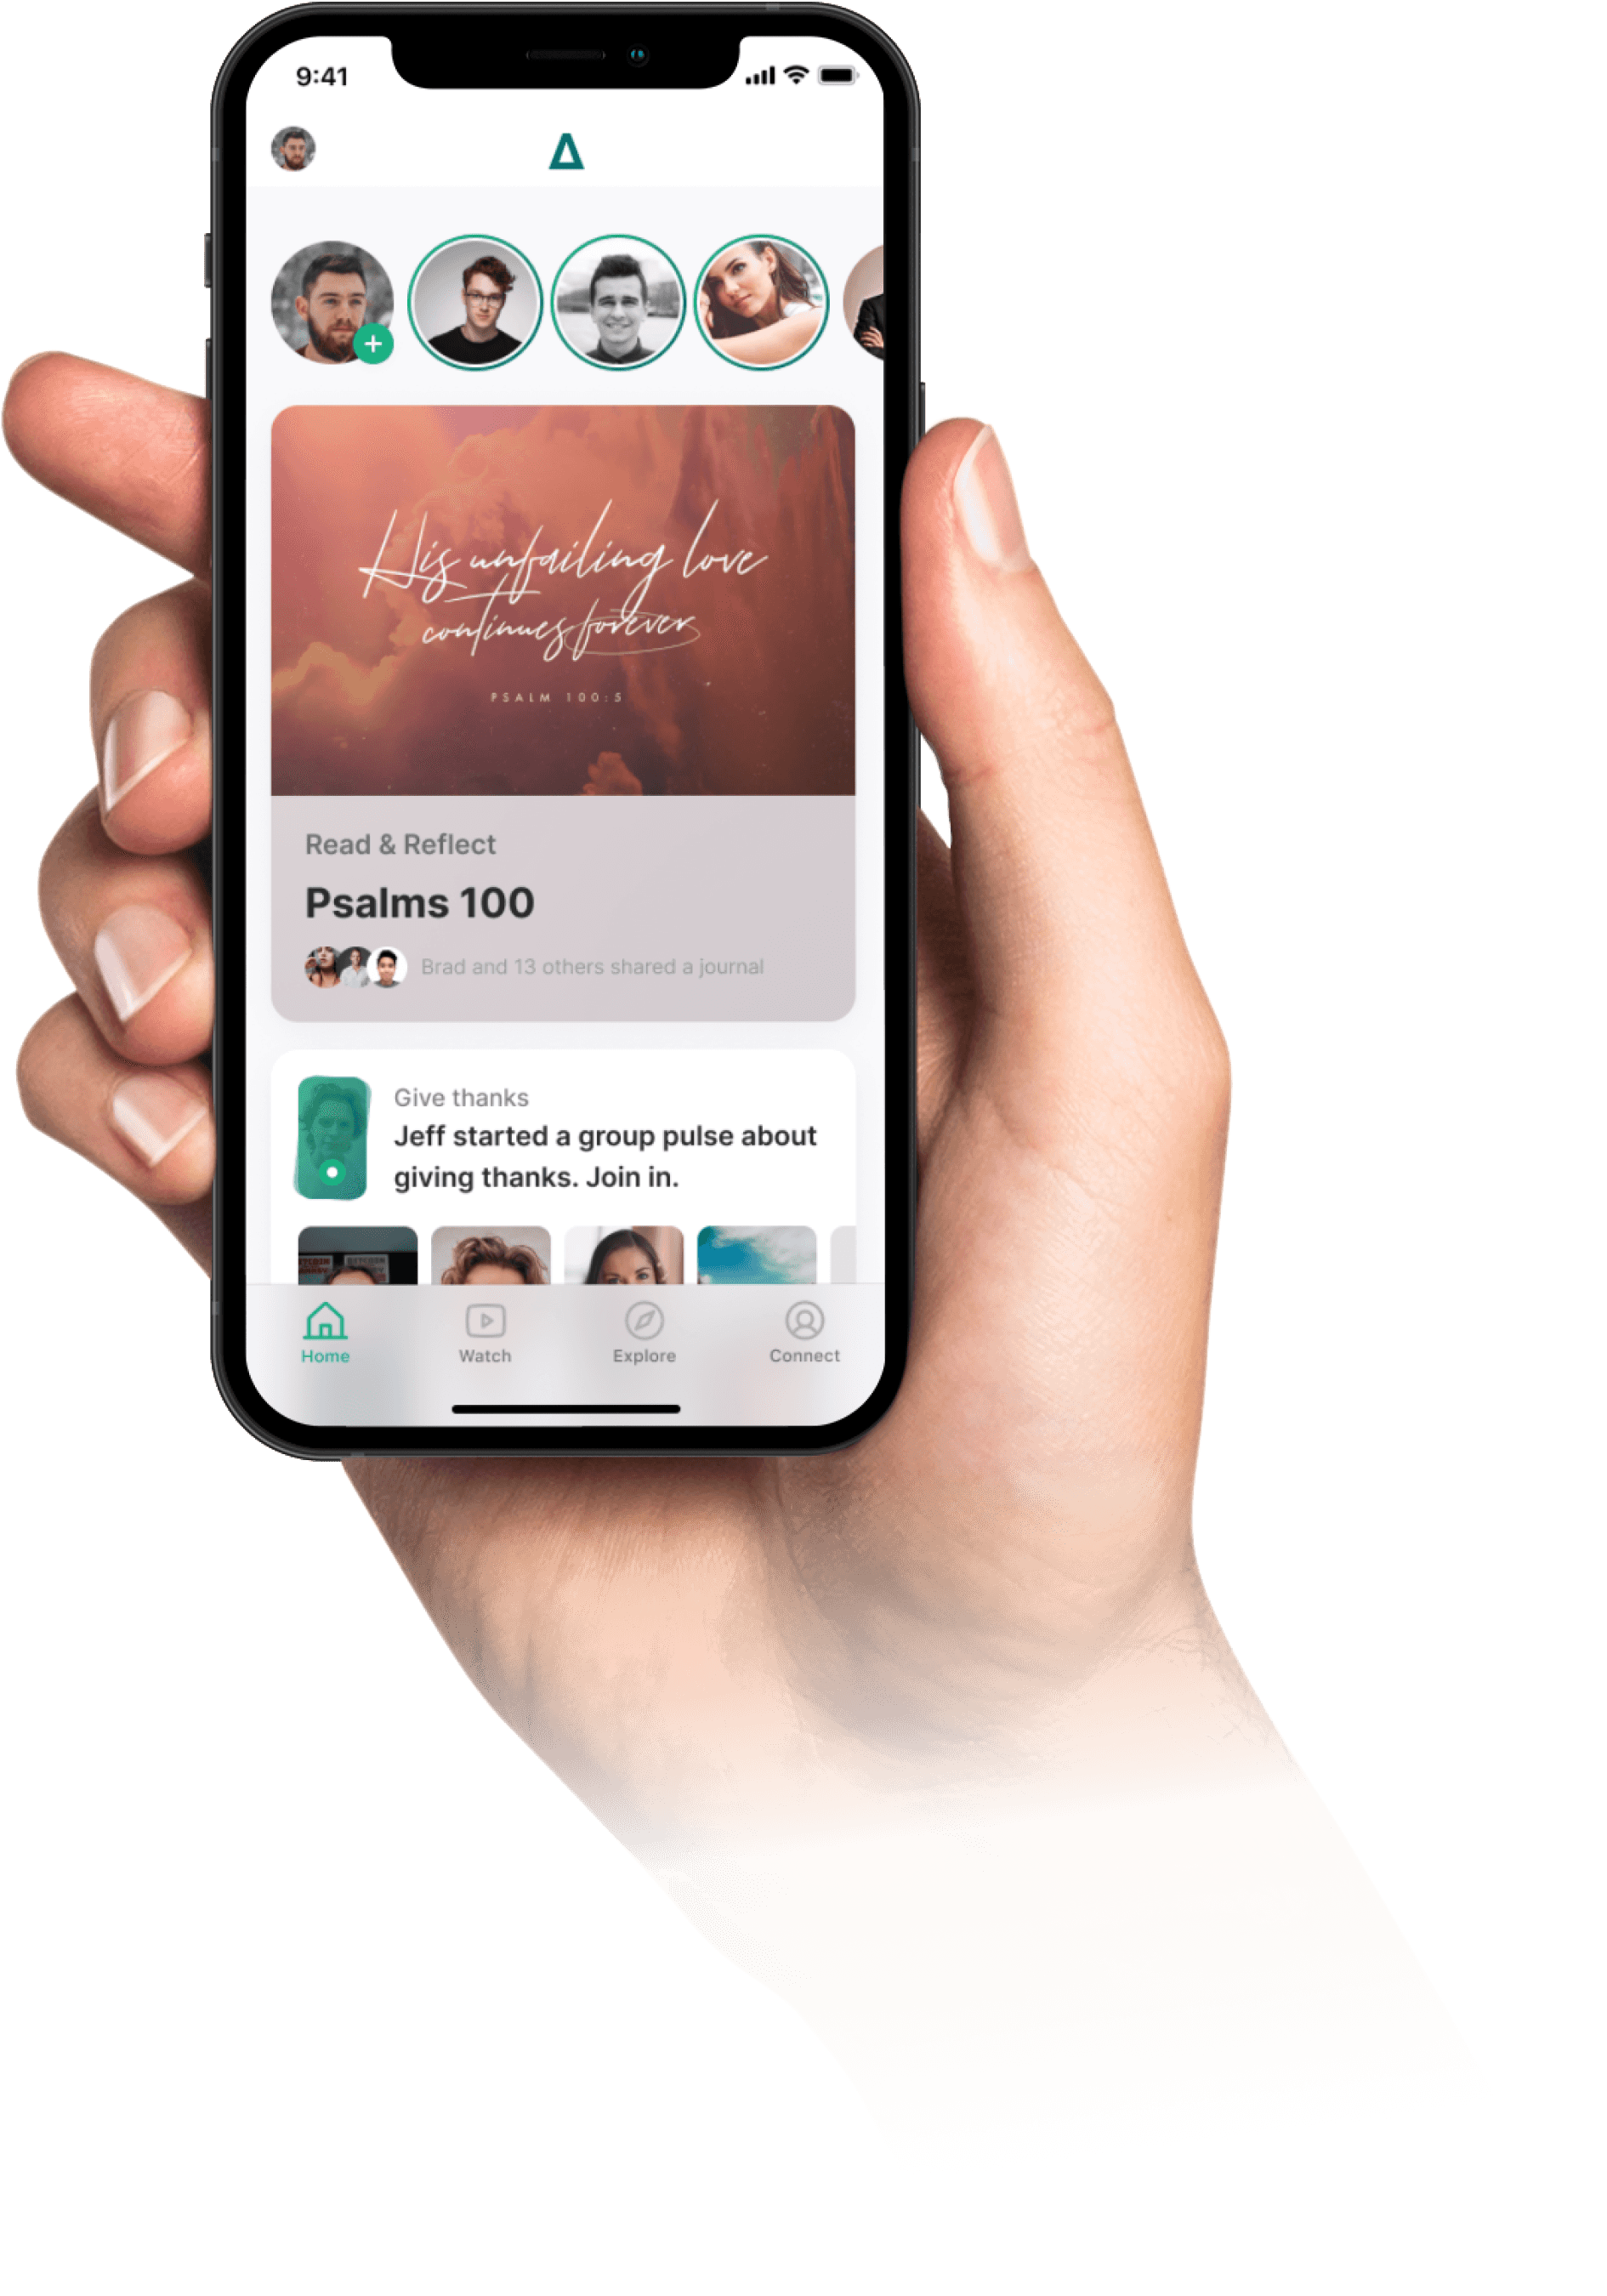 9:41
His unfailing love
continues forever
PSALM 100:5
Read & Reflect
Psalms 100
Brad and 13 others shared a journal
Give thanks
Jeff started a group pulse about
giving thanks. Join in.
Home
Watch
Explore
Connect